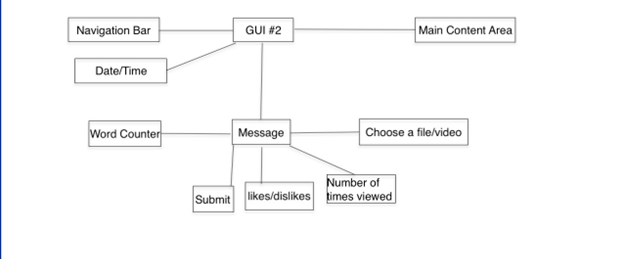 Navigation Bar
GUI #2
Main Content Area
Date/Time
Word Counter
Message
Choose a file/video
Submit
likes/dislikes
Number of
times viewed